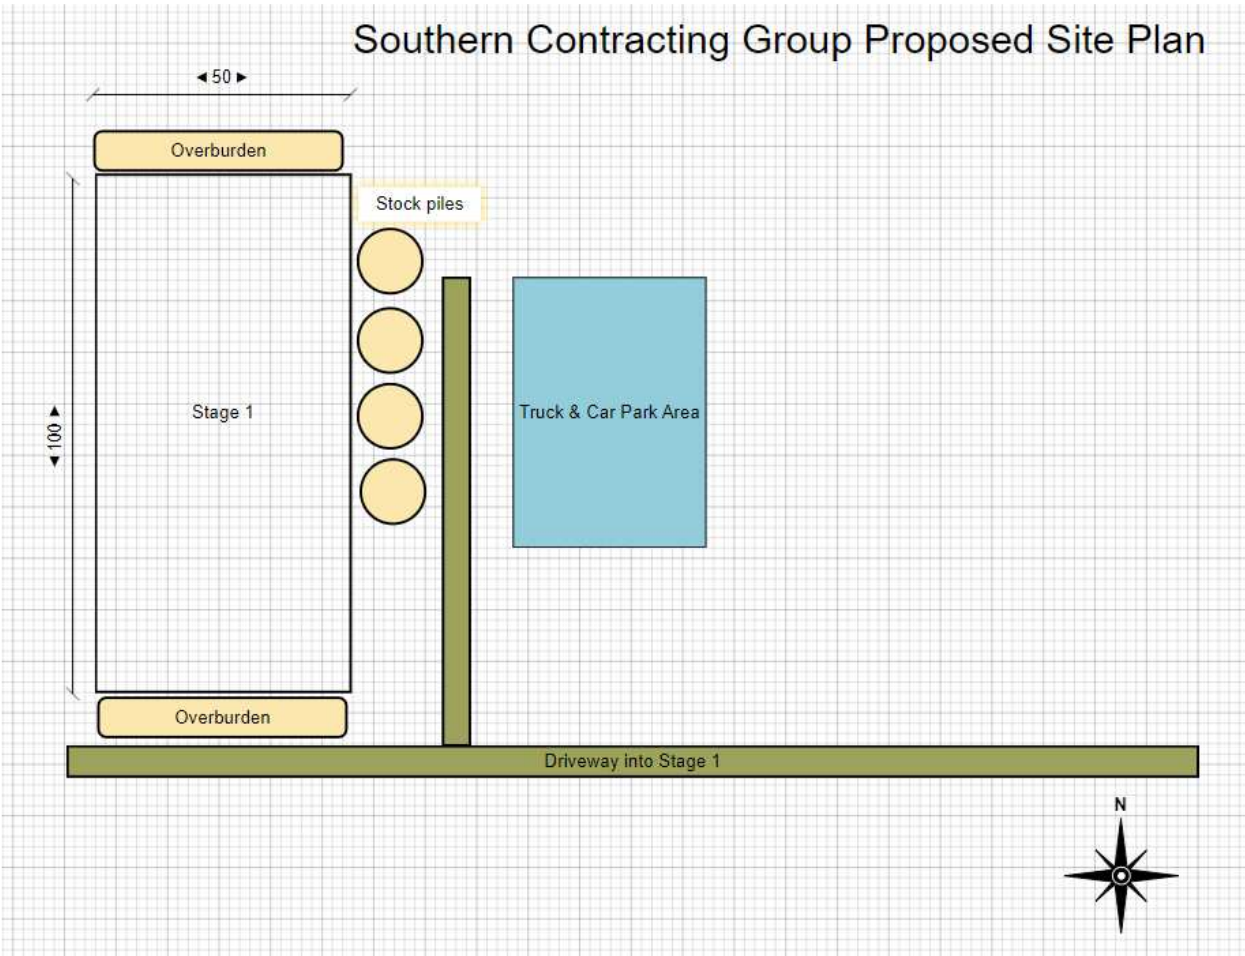 Southern Contracting Group Proposed Site Plan
50
Overburden
Stock piles
Stage 1
100
Truck & Car Park Area
Overburden
Driveway into Stage 1
N